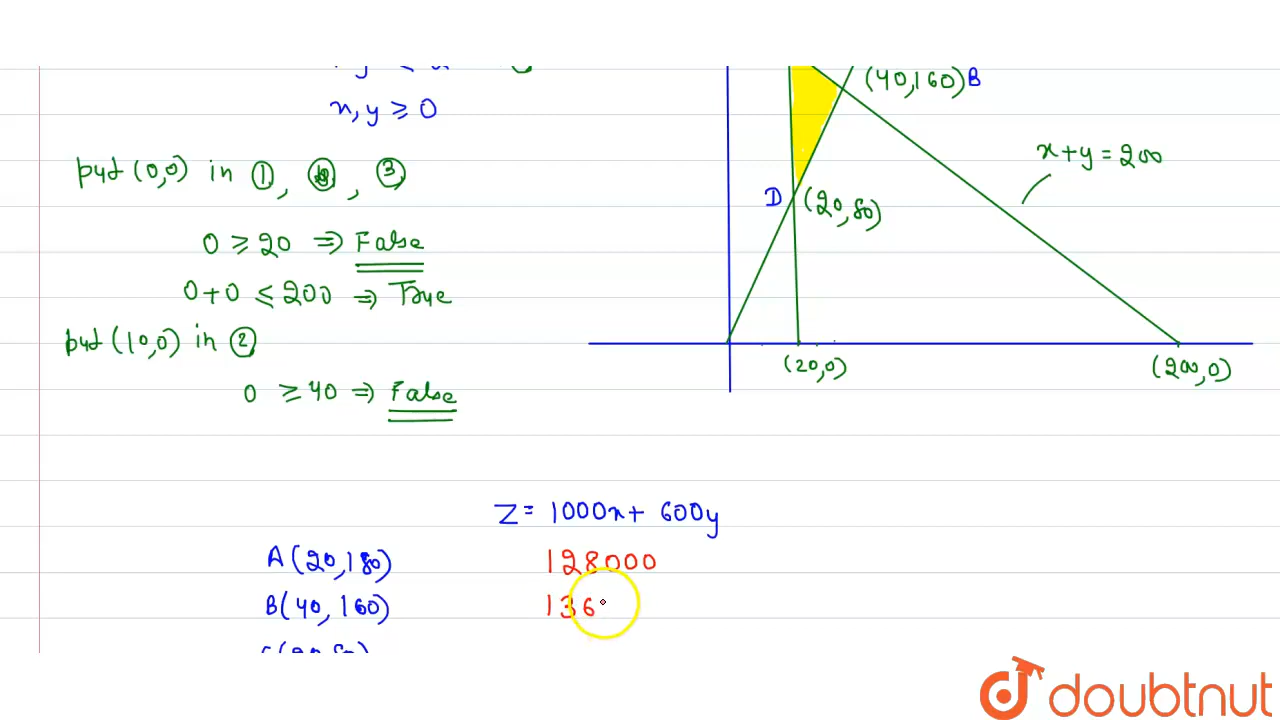 x, y ≥ 0
put (0,0) in ①, ②, ③
0 ≥ 20 ⇒ False
0+0 ≤ 200 ⇒ True
put (10,0) in ②
0 ≥ 40 ⇒ False
(40,160) B
x+y = 200
D (20,80)
(20,0)
(200,0)
Z = 1000x + 600y
A (20,180) 128000
B (40, 160) 136
doubtnut